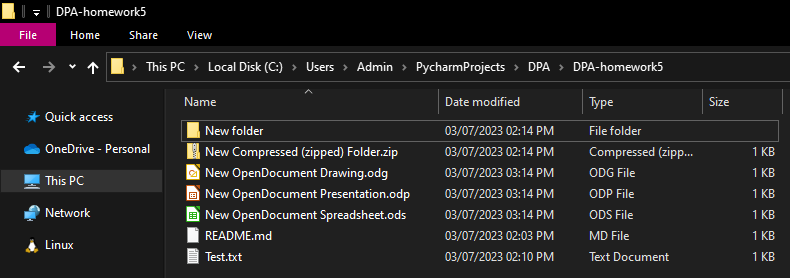 DPA-homework5
File Home Share View
This PC Local Disk (C:) Users Admin PycharmProjects DPA DPA-homework5
Name Date modified Type Size
Quick access
OneDrive - Personal
This PC
Network
Linux
New folder 03/07/2023 02:14 PM File folder
New Compressed (zipped) Folder.zip 03/07/2023 02:14 PM Compressed (zipp... 1 KB
New OpenDocument Drawing.odg 03/07/2023 03:14 PM ODG File 1 KB
New OpenDocument Presentation.odp 03/07/2023 03:14 PM ODP File 1 KB
New OpenDocument Spreadsheet.ods 03/07/2023 03:14 PM ODS File 1 KB
README.md 03/07/2023 02:03 PM MD File 1 KB
Test.txt 03/07/2023 02:10 PM Text Document 1 KB